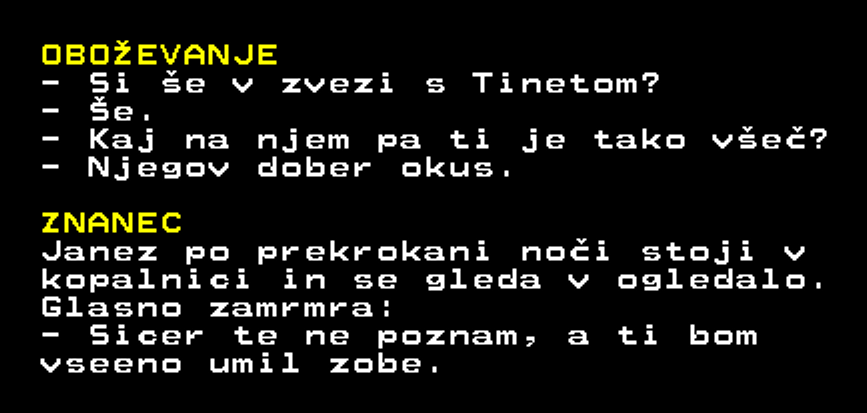 OBOŽEVANJE
- Si še v zvezi s Tinetom?
- Še.
- Kaj na njem pa ti je tako všeč?
- Njegov dober okus.
ZNANEC
Janez po prekrokani noči stoji v
kopalnici in se gleda v ogledalo.
Glasno zamrmra:
- Sicer te ne poznam, a ti bom
vseeno umil zobe.